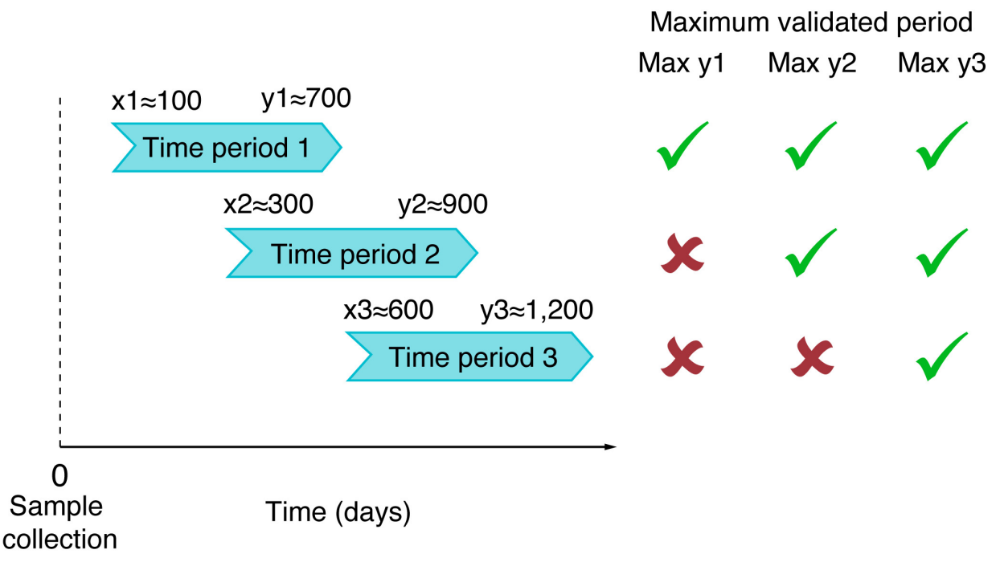 Maximum validated period
Max y1 Max y2 Max y3
x1≈100 y1≈700
Time period 1
x2≈300 y2≈900
Time period 2
x3≈600 y3≈1,200
Time period 3
0
Sample
collection
Time (days)